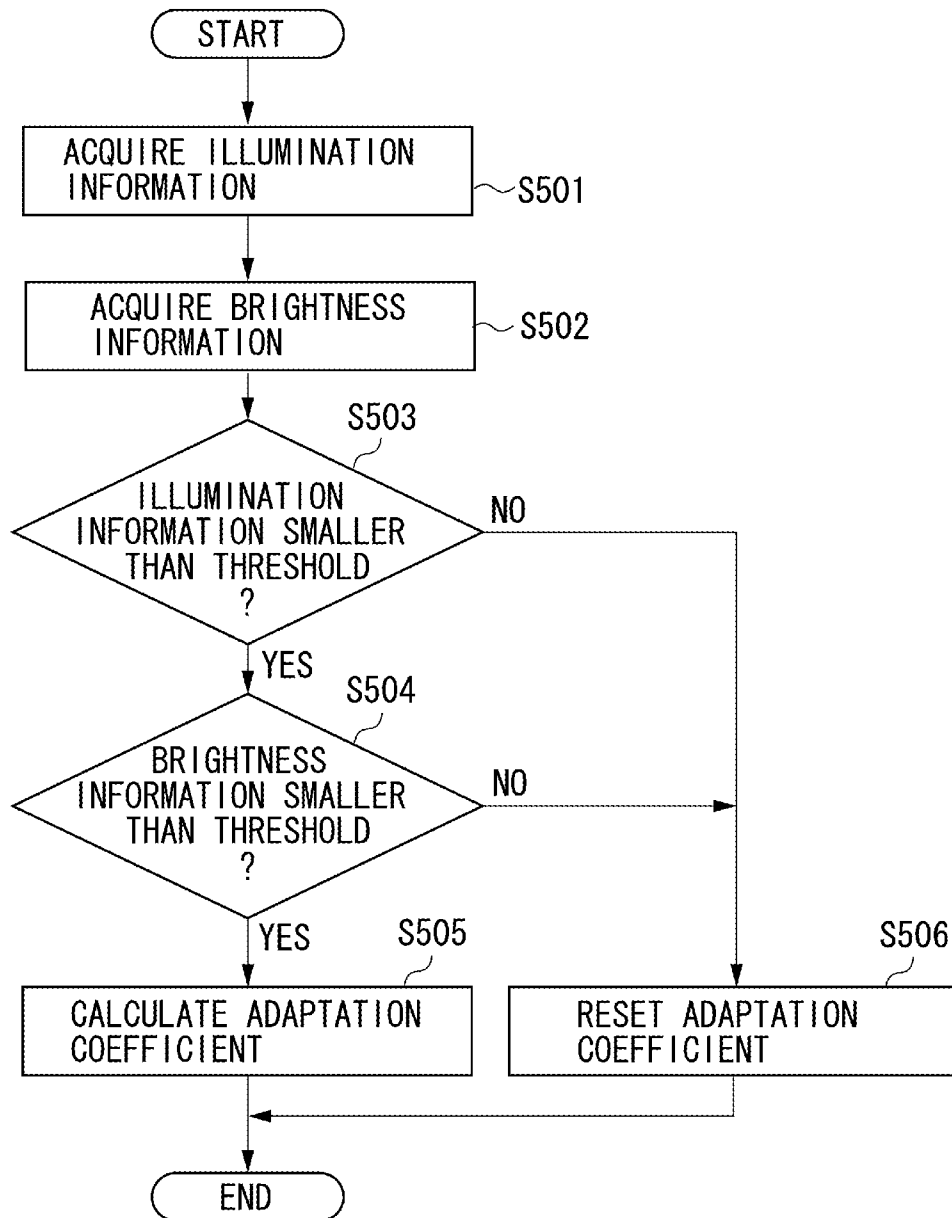 START
ACQUIRE ILLUMINATION
INFORMATION
S501
ACQUIRE BRIGHTNESS
INFORMATION
S502
S503
ILLUMINATION
INFORMATION SMALLER
THAN THRESHOLD
?
NO
YES
S504
BRIGHTNESS
INFORMATION SMALLER
THAN THRESHOLD
?
NO
YES
S505
CALCULATE ADAPTATION
COEFFICIENT
S506
RESET ADAPTATION
COEFFICIENT
END